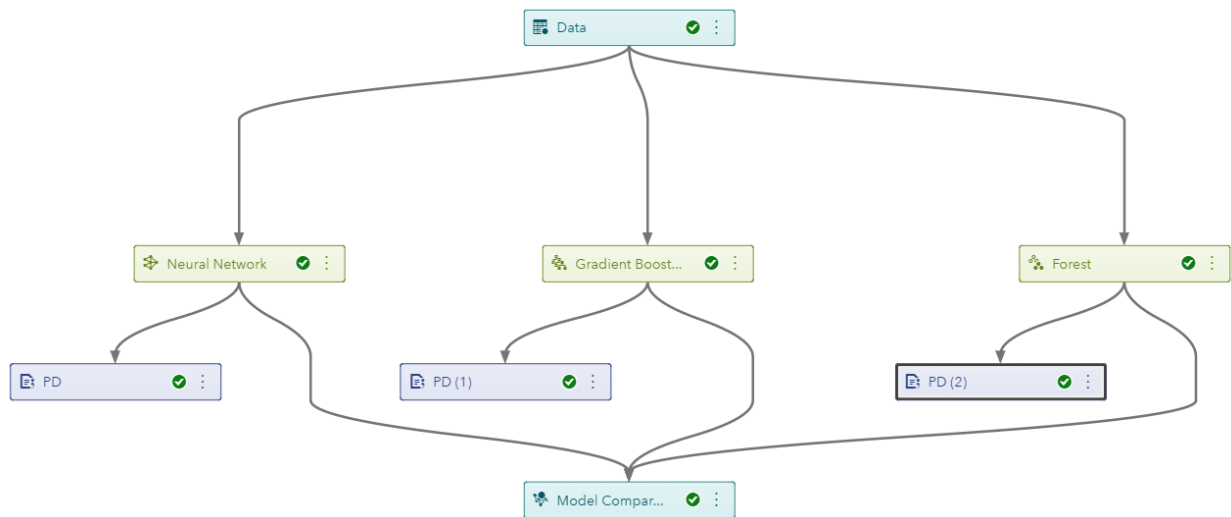 Data
Neural Network
Gradient Boost...
Forest
PD
PD (1)
PD (2)
Model Compar...